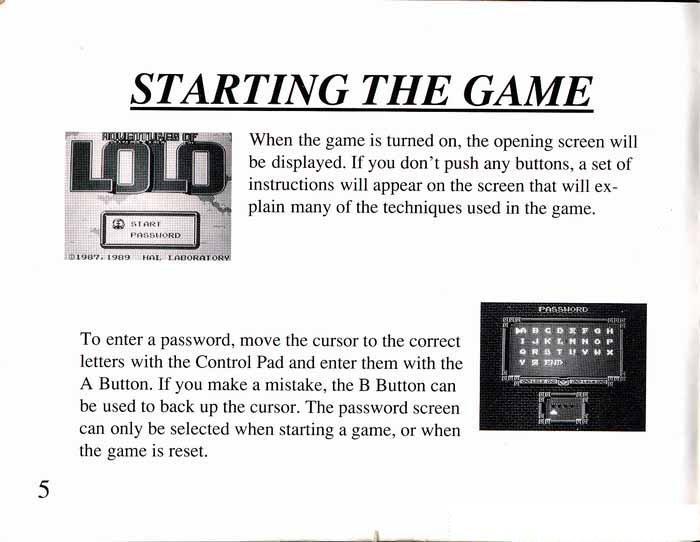 STARTING THE GAME
ADVENTURES OF
LOLO
START
PASSWORD
©1987, 1989 HAL LABORATORY
When the game is turned on, the opening screen will
be displayed. If you don't push any buttons, a set of
instructions will appear on the screen that will ex-
plain many of the techniques used in the game.
To enter a password, move the cursor to the correct
letters with the Control Pad and enter them with the
A Button. If you make a mistake, the B Button can
be used to back up the cursor. The password screen
can only be selected when starting a game, or when
the game is reset.
PASSWORD
A B C D E F G H
I J K L M N O P
Q R S T U V W X
Y Z END
5